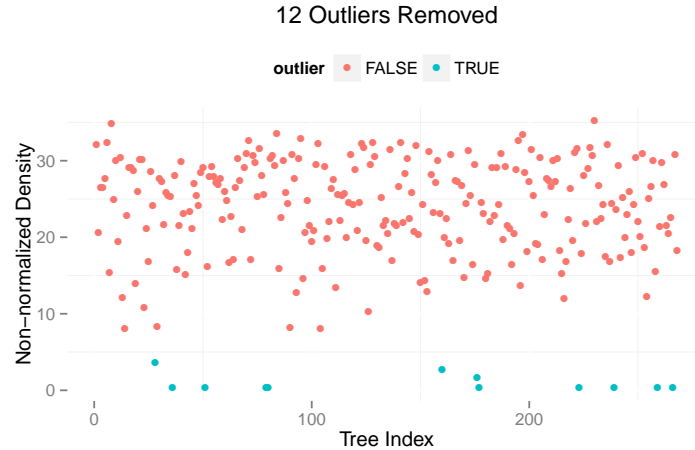 12 Outliers Removed
outlier FALSE TRUE
Non−normalized Density
30
20
10
0
0 100 200
Tree Index